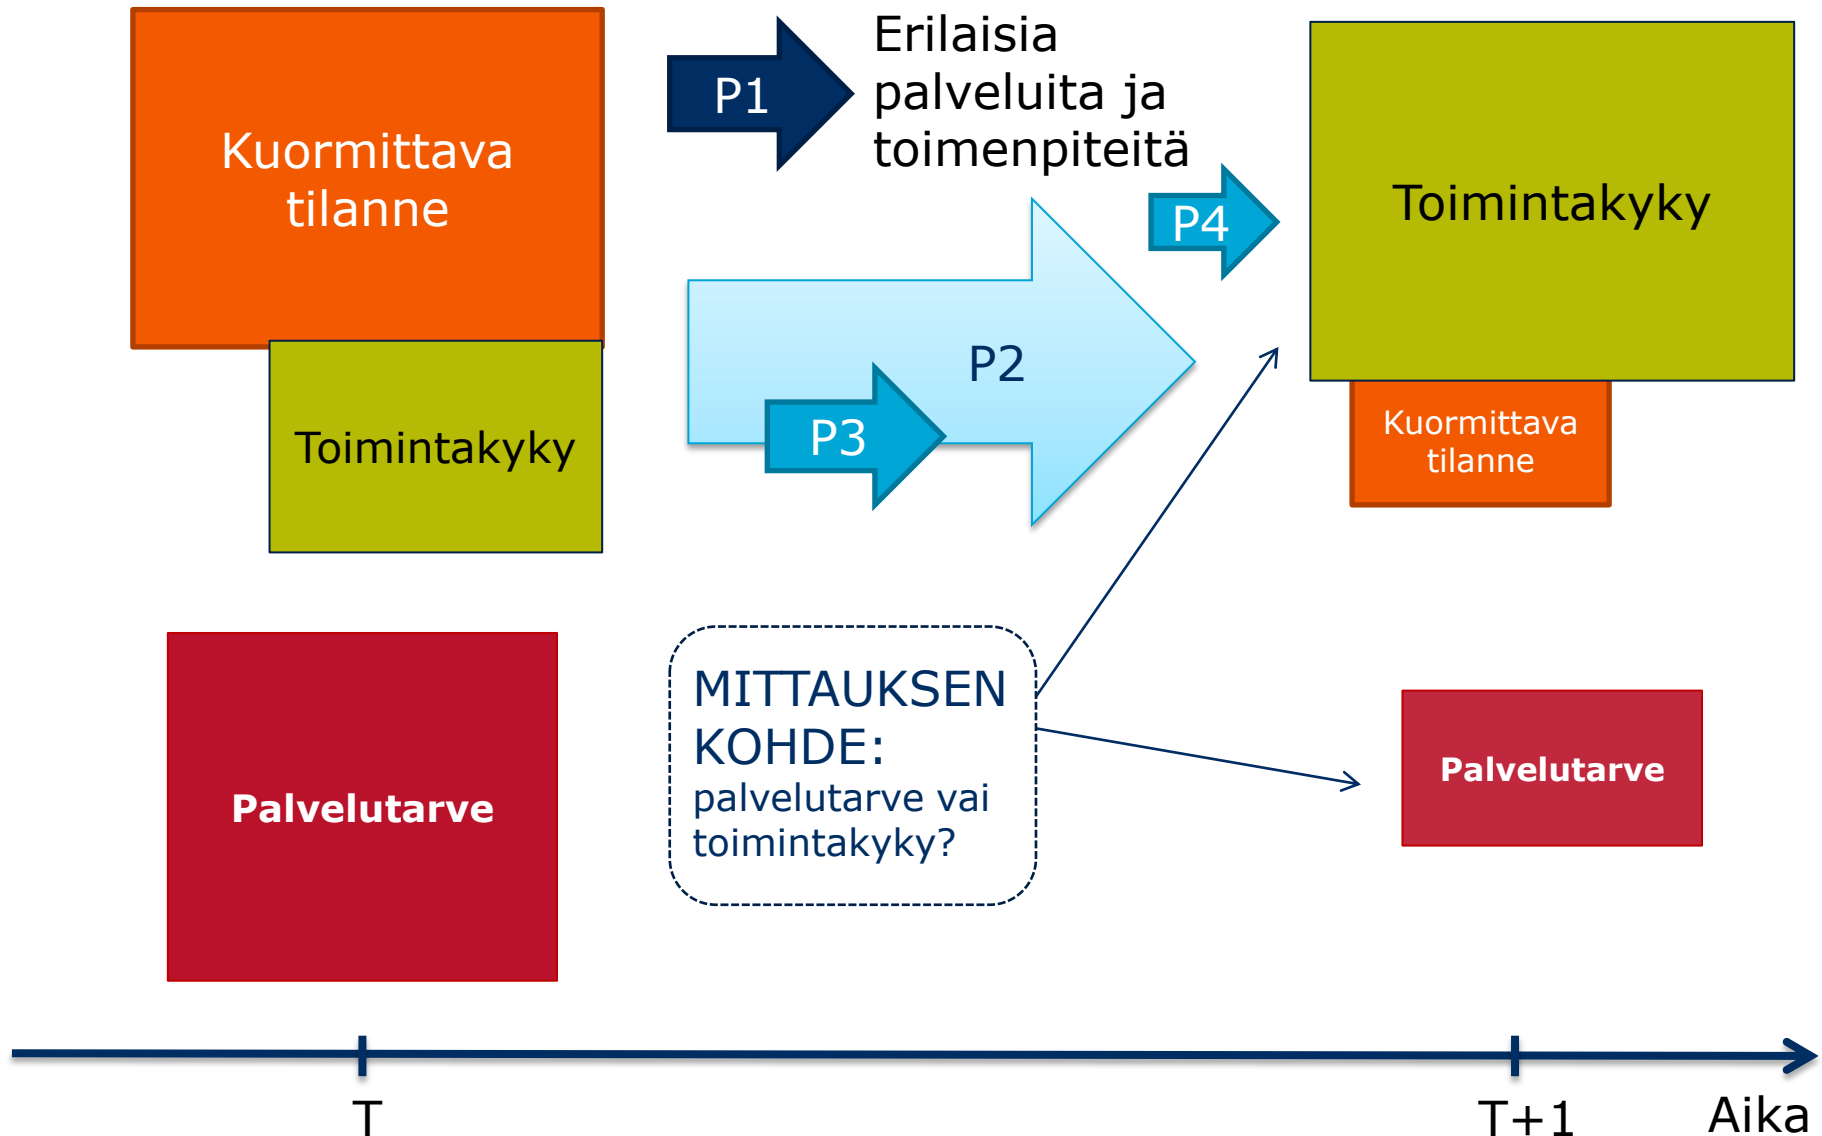 Kuormittava
tilanne
Toimintakyky
P1
Erilaisia
palveluita ja
toimenpiteitä
P2
P3
P4
Toimintakyky
Kuormittava
tilanne
Palvelutarve
MITTAUKSEN
KOHDE:
palvelutarve vai
toimintakyky?
Palvelutarve
T
T+1
Aika